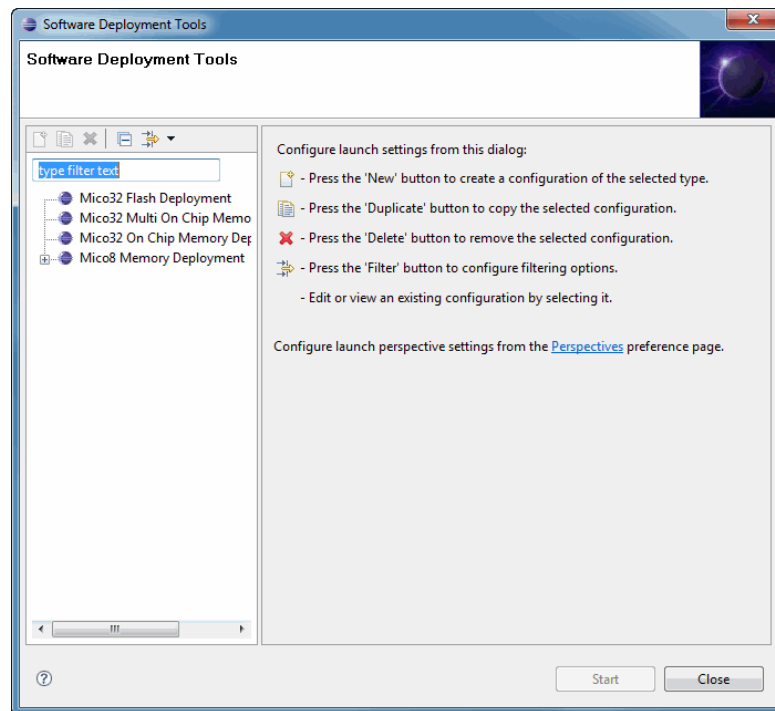 Software Deployment Tools
Software Deployment Tools
type filter text
Mico32 Flash Deployment
Mico32 Multi On Chip Memo
Mico32 On Chip Memory Dep
Mico8 Memory Deployment
Configure launch settings from this dialog:
- Press the 'New' button to create a configuration of the selected type.
- Press the 'Duplicate' button to copy the selected configuration.
- Press the 'Delete' button to remove the selected configuration.
- Press the 'Filter' button to configure filtering options.
- Edit or view an existing configuration by selecting it.
Configure launch perspective settings from the Perspectives preference page.
Start
Close